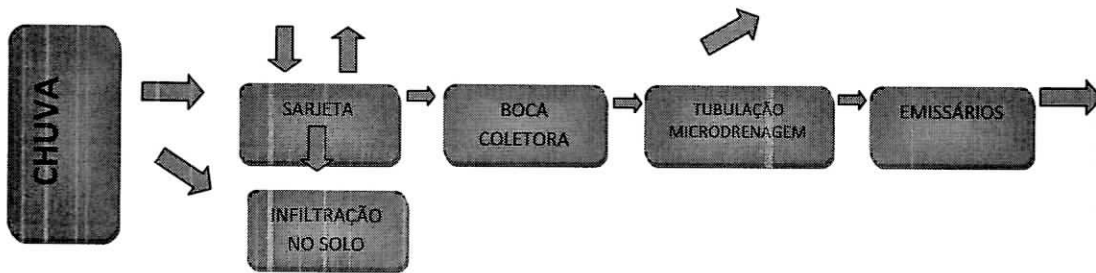 CHUVA
SARJETA
BOCA
COLETORA
TUBULAÇÃO
MICRODRENAGEM
EMISSÁRIOS
INFILTRAÇÃO
NO SOLO